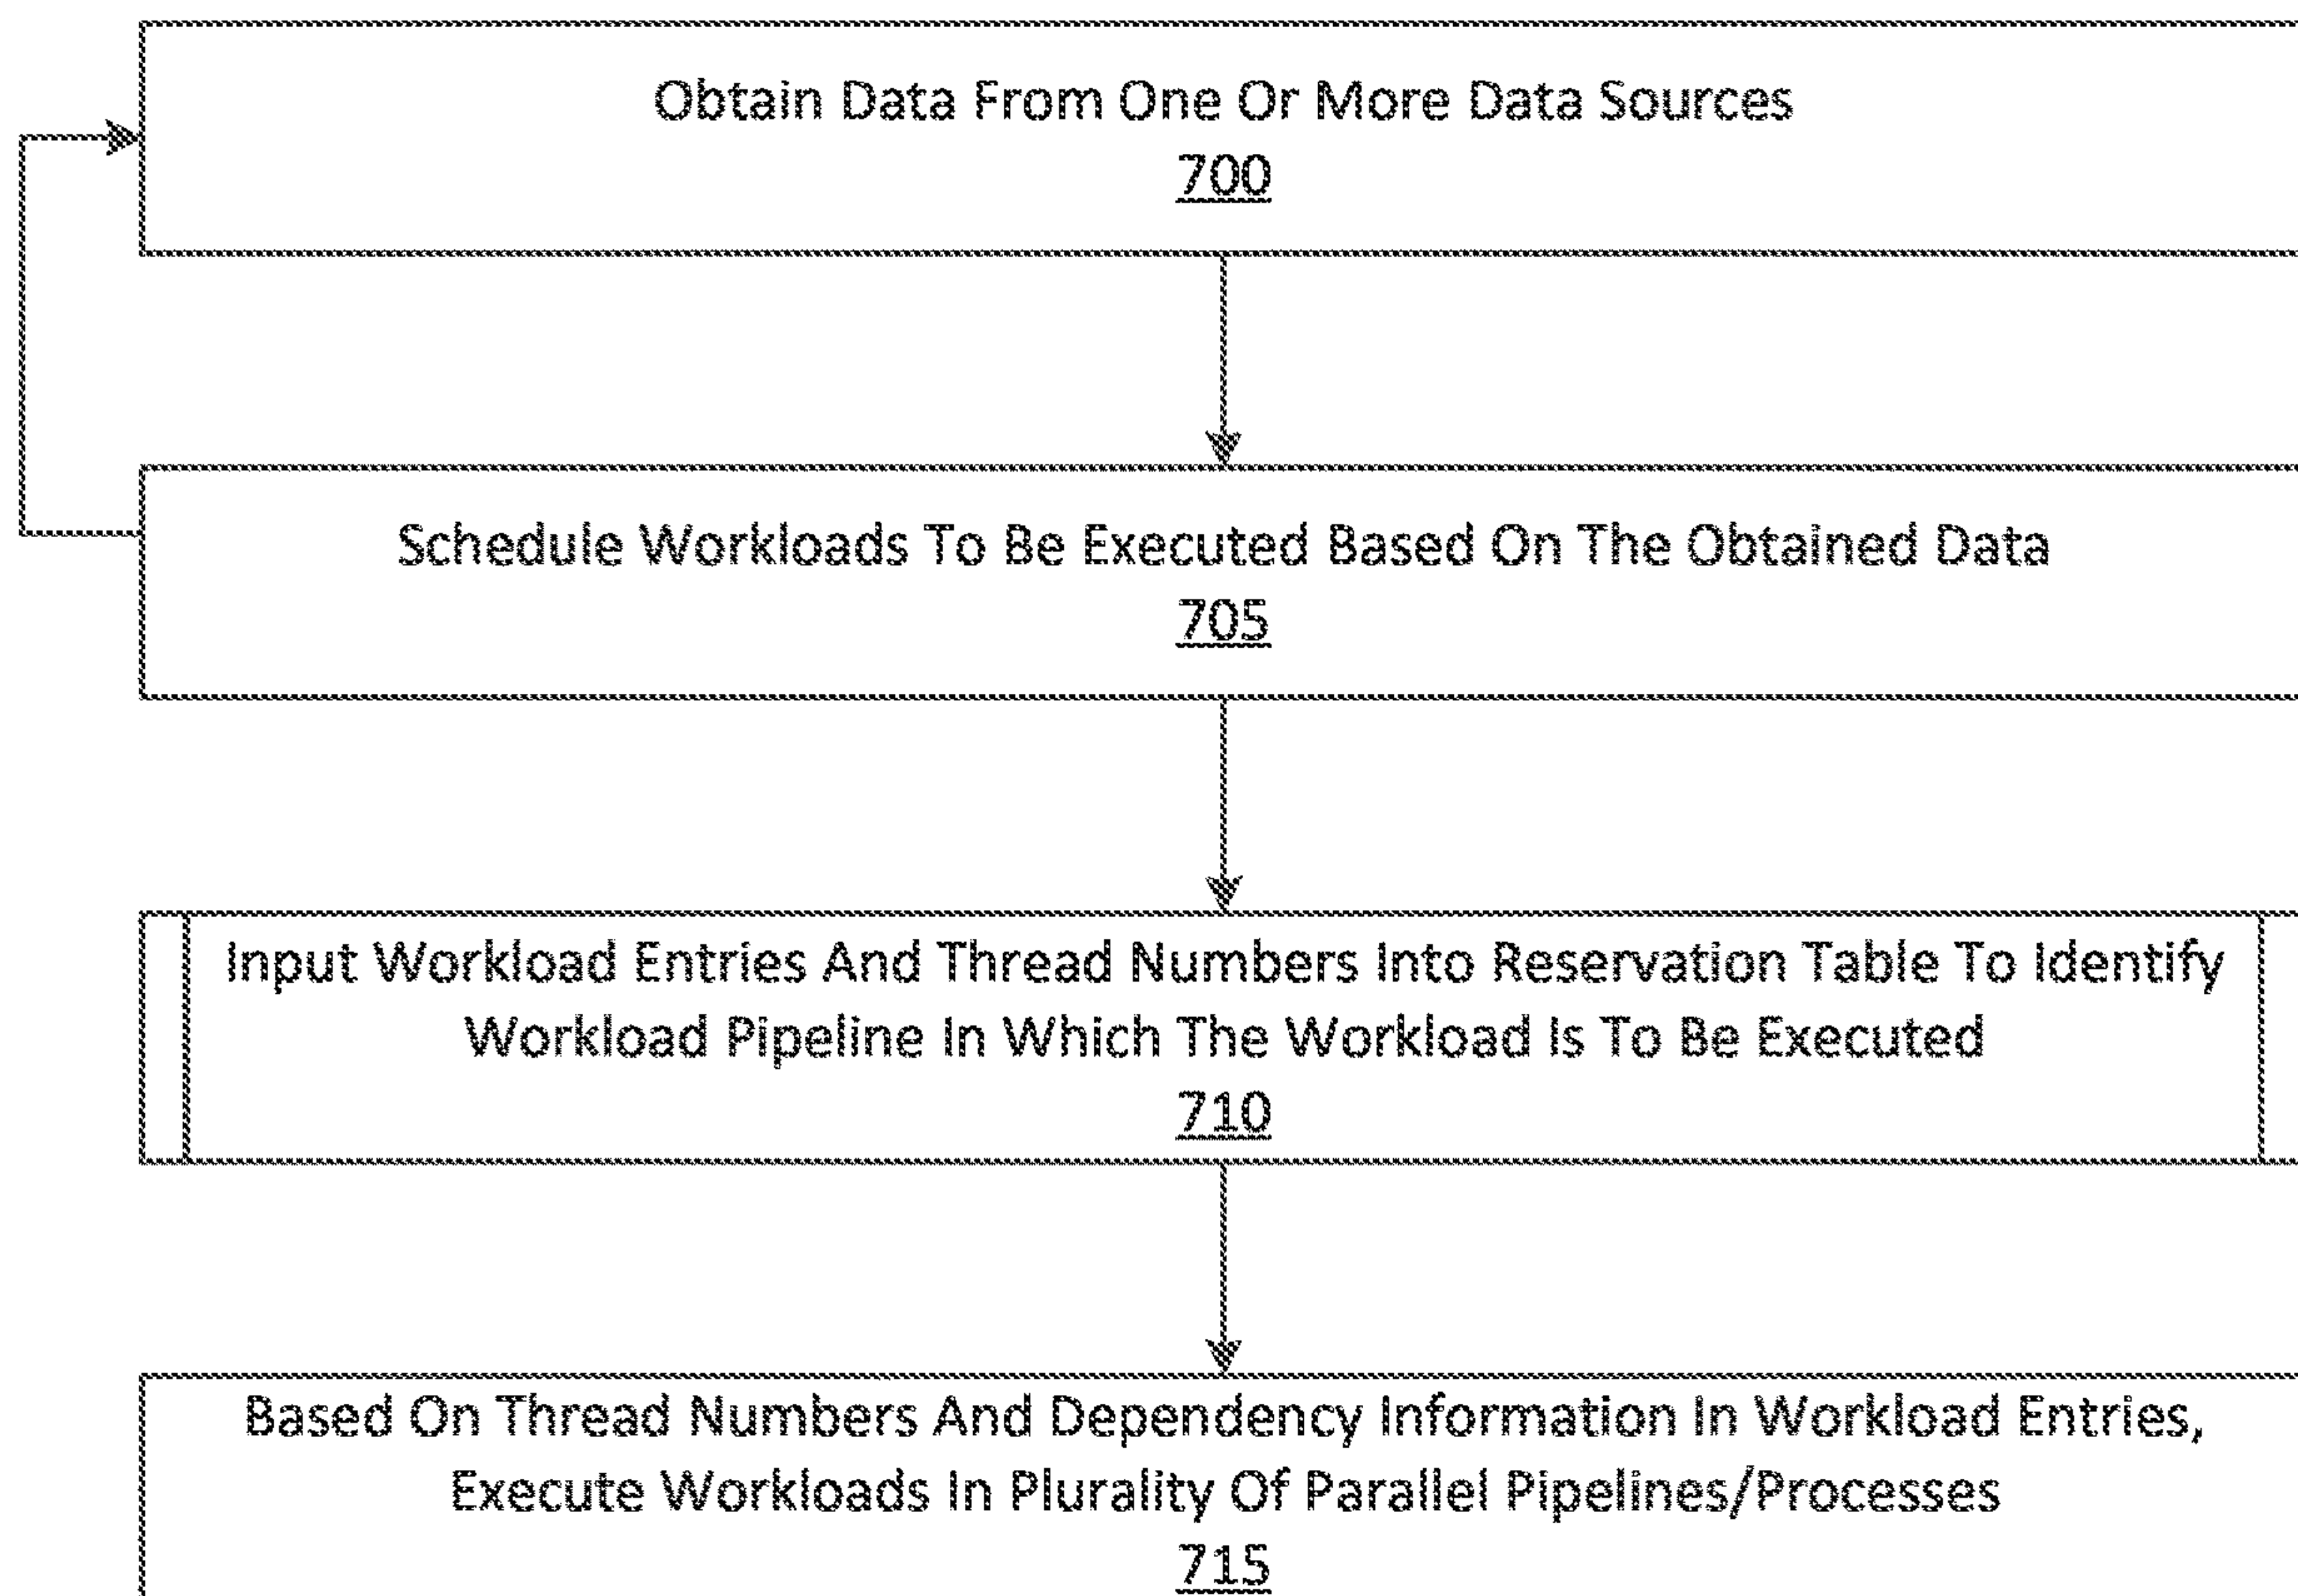 Obtain Data From One Or More Data Sources
700
Schedule Workloads To Be Executed Based On The Obtained Data
705
Input Workload Entries And Thread Numbers Into Reservation Table To Identify
Workload Pipeline In Which The Workload Is To Be Executed
710
Based On Thread Numbers And Dependency Information In Workload Entries,
Execute Workloads In Plurality Of Parallel Pipelines/Processes
715